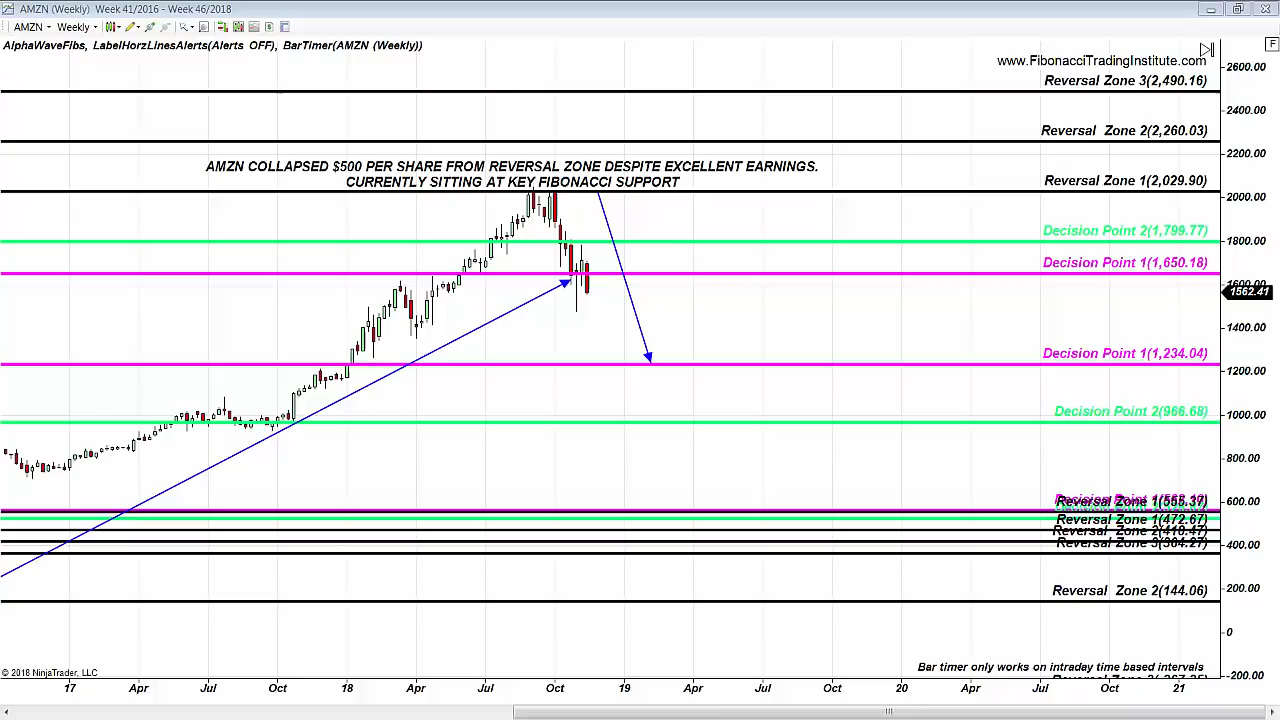 AMZN (Weekly)  Week 41/2016 - Week 46/2018
AMZN Weekly
AlphaWaveFibs, LabelHorzLinesAlerts(Alerts OFF), BarTimer(AMZN (Weekly))
F
www.FibonacciTradingInstitute.com
2600.00
Reversal Zone 3(2,490.16)
2400.00
Reversal Zone 2(2,260.03)
2200.00
AMZN COLLAPSED $500 PER SHARE FROM REVERSAL ZONE DESPITE EXCELLENT EARNINGS.
CURRENTLY SITTING AT KEY FIBONACCI SUPPORT
Reversal Zone 1(2,029.90)
2000.00
Decision Point 2(1,799.77)
1800.00
Decision Point 1(1,650.18)
1562.41
1400.00
Decision Point 1(1,234.04)
1200.00
Decision Point 2(966.68)
1000.00
800.00
600.00
Reversal Zone 1(472.67)
400.00
Reversal Zone 2(144.06)
200.00
0
Bar timer only works on intraday time based intervals
© 2018 NinjaTrader, LLC
-200.00
17 Apr Jul Oct 18 Apr Jul Oct 19 Apr Jul Oct 20 Apr Jul Oct 21